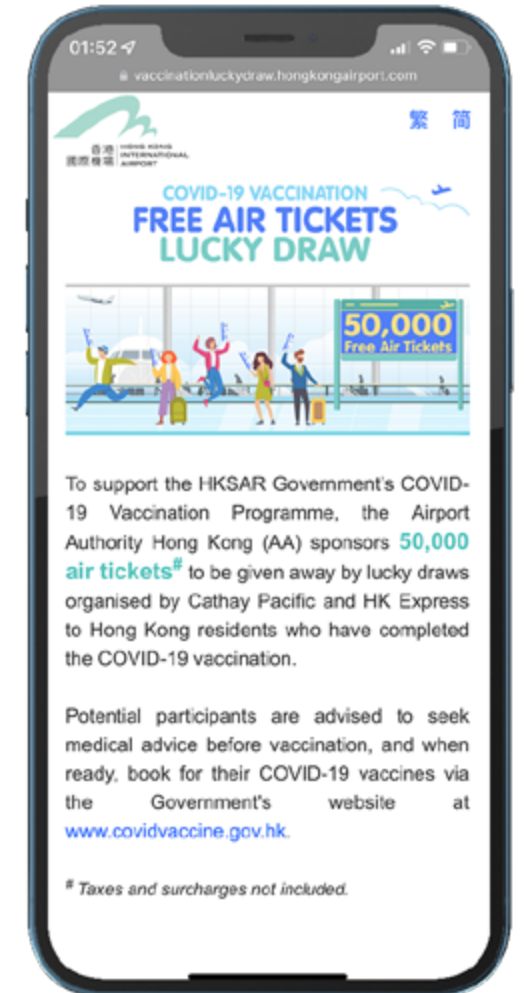 01:52
vaccinationluckydraw.hongkongairport.com
繁 简
香港
國際機場
HONG KONG
INTERNATIONAL
AIRPORT
COVID-19 VACCINATION
FREE AIR TICKETS
LUCKY DRAW
50,000
Free Air Tickets
To support the HKSAR Government's COVID-
19 Vaccination Programme, the Airport
Authority Hong Kong (AA) sponsors 50,000
air tickets# to be given away by lucky draws
organised by Cathay Pacific and HK Express
to Hong Kong residents who have completed
the COVID-19 vaccination.
Potential participants are advised to seek
medical advice before vaccination, and when
ready, book for their COVID-19 vaccines via
the Government's website at
www.covidvaccine.gov.hk.
# Taxes and surcharges not included.